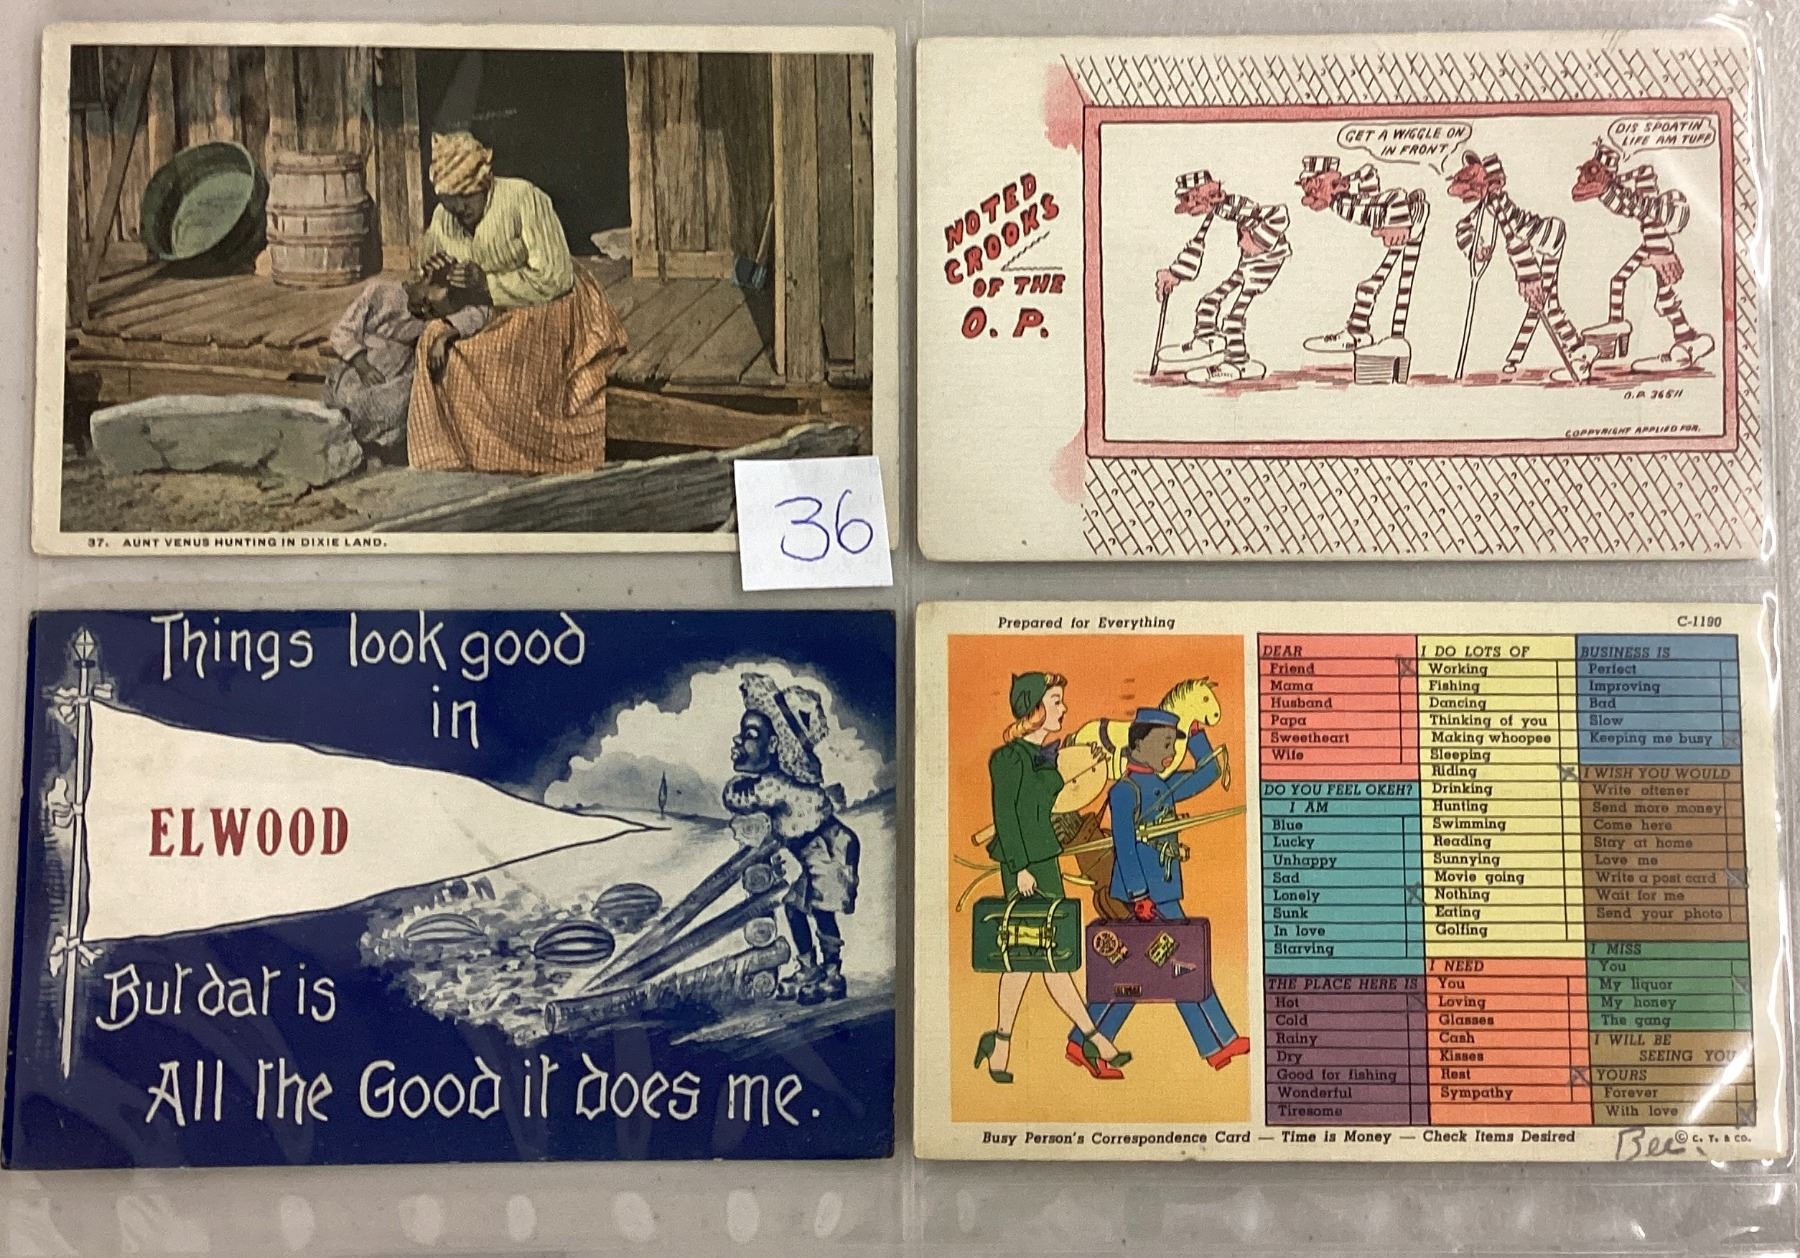 37. AUNT VENUS HUNTING IN DIXIE LAND.
36
NOTED
CROOKS
OF THE
O. P.
GET A WIGGLE ON
IN FRONT
DIS SPOATIN'
LIFE AM TUFF
O.P. 36511
COPPYRIGHT APPLIED FOR.
Things look good
in
ELWOOD
But dat is
All the Good it does me.
Prepared for Everything
C-1190
DEAR
Friend
Mama
Husband
Papa
Sweetheart
Wife
DO YOU FEEL OKEH?
I AM
Blue
Lucky
Unhappy
Sad
Lonely
Sunk
In love
Starving
THE PLACE HERE IS
Hot
Cold
Rainy
Dry
Good for fishing
Wonderful
Tiresome
I DO LOTS OF
Working
Fishing
Dancing
Thinking of you
Making whoopee
Sleeping
Riding
Drinking
Hunting
Swimming
Reading
Sunnying
Movie going
Nothing
Eating
Golfing
I NEED
You
Loving
Glasses
Cash
Kisses
Rest
Sympathy
BUSINESS IS
Perfect
Improving
Bad
Slow
Keeping me busy
I WISH YOU WOULD
Write oftener
Send more money
Come here
Stay at home
Love me
Write a post card
Wait for me
Send your photo
I MISS
You
My liquor
My honey
The gang
I WILL BE
SEEING YOU
YOURS
Forever
With love
Busy Person's Correspondence Card — Time is Money — Check Items Desired
Bee.
© C. T. & CO.